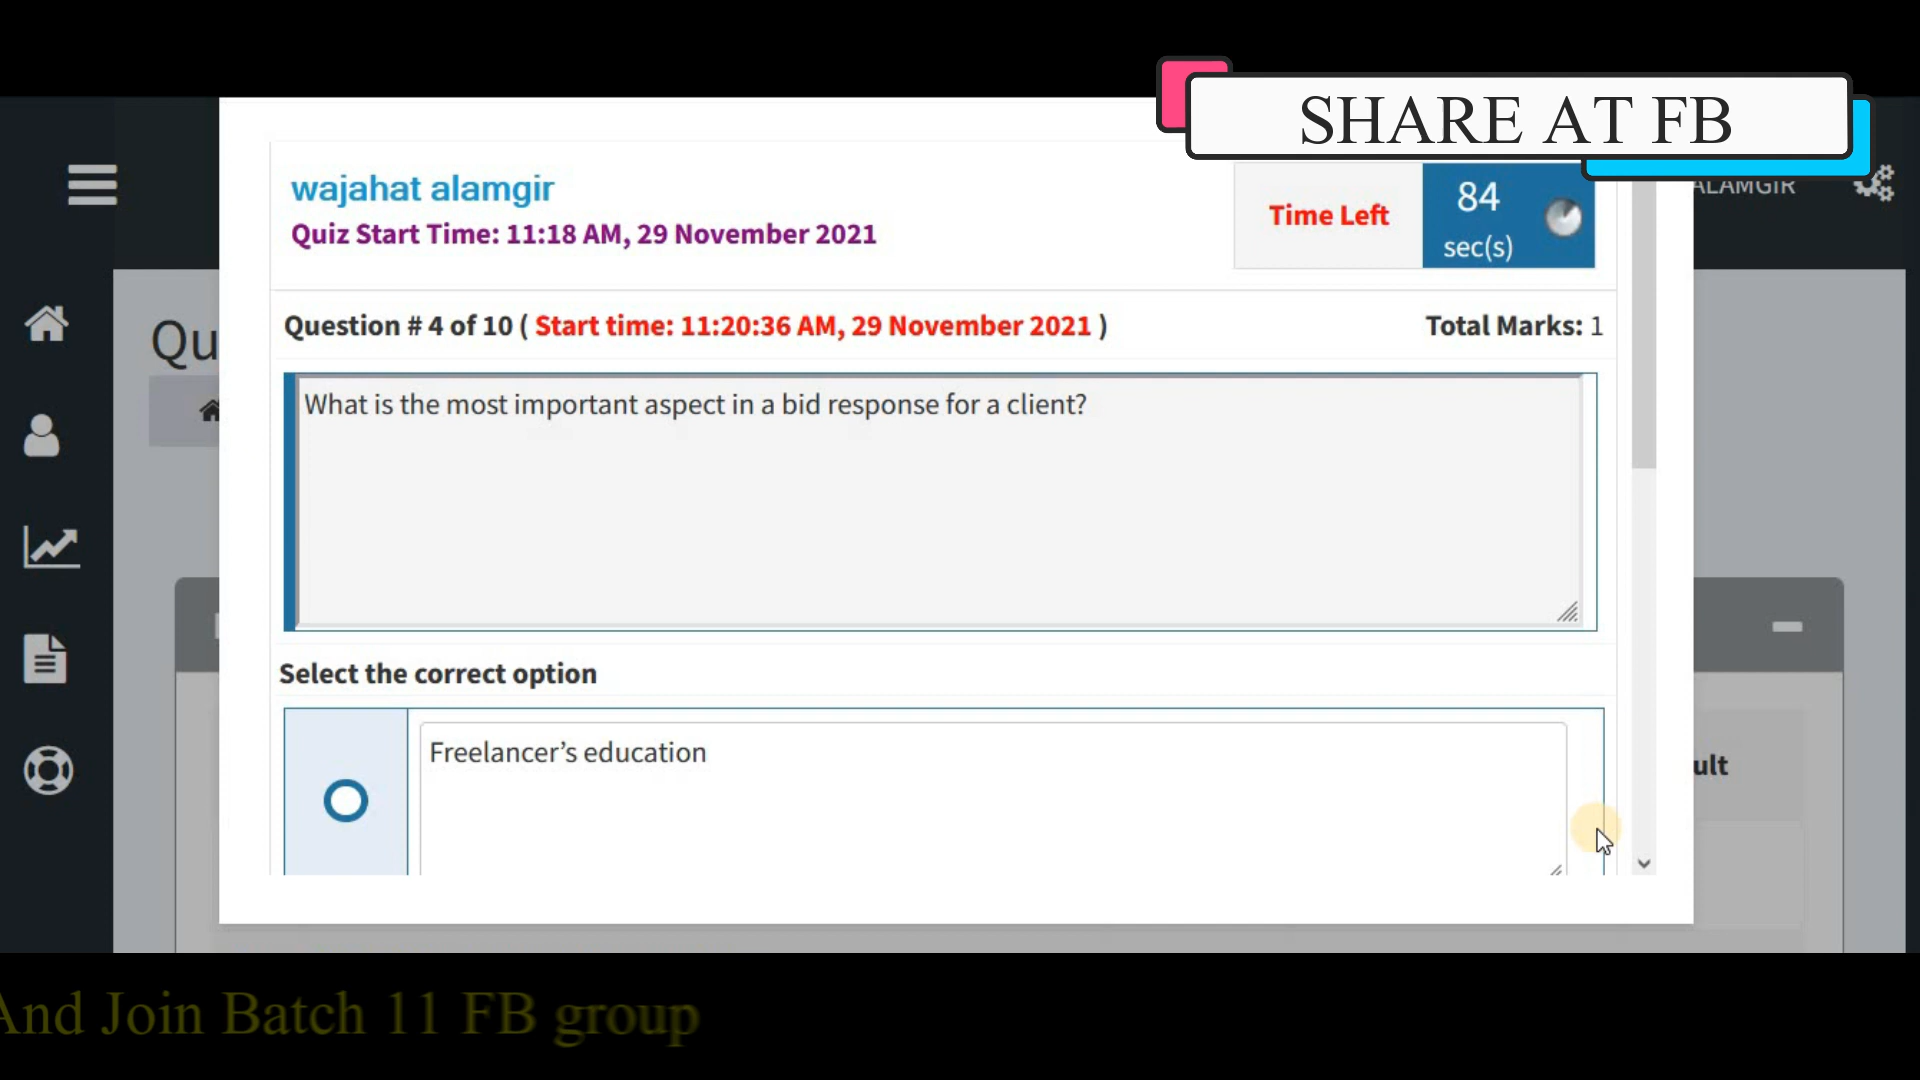 SHARE AT FB
wajahat alamgir
Quiz Start Time: 11:18 AM, 29 November 2021
Time Left
84
sec(s)
ALAMGIR
Question # 4 of 10 ( Start time: 11:20:36 AM, 29 November 2021 )
Total Marks: 1
Qu
What is the most important aspect in a bid response for a client?
Select the correct option
Freelancer’s education
ult
And Join Batch 11 FB group